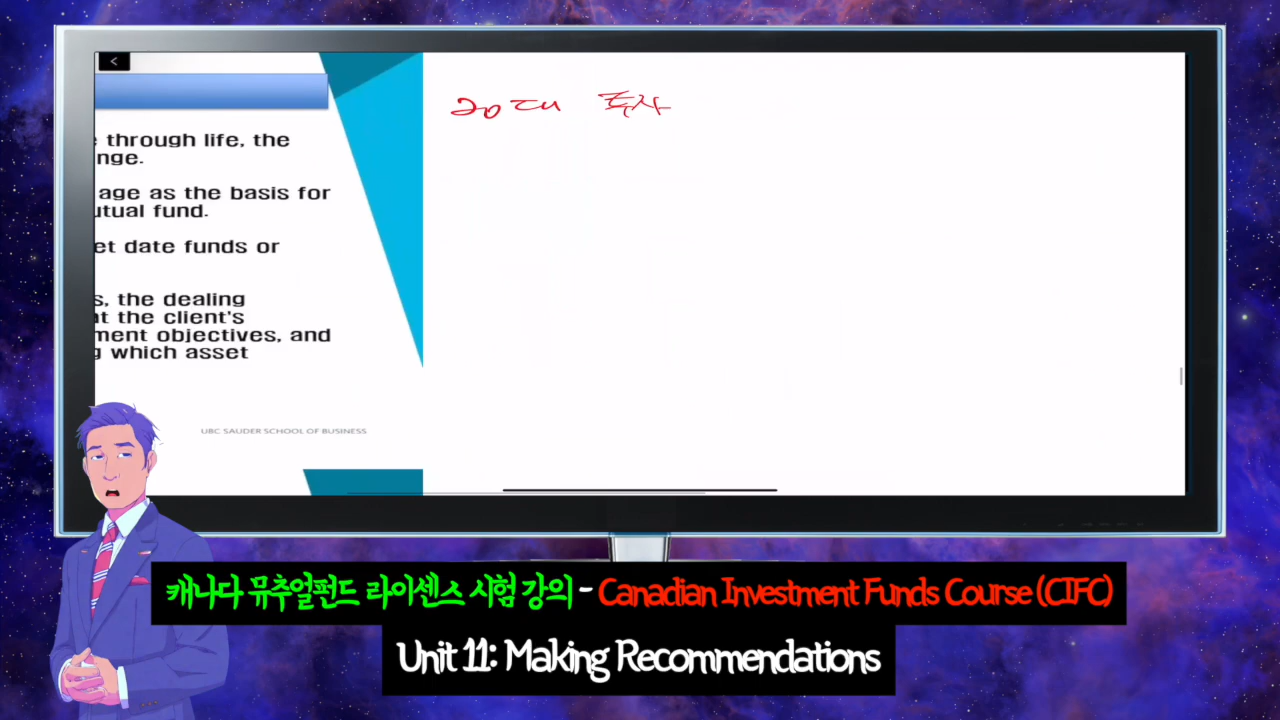 <
20대 투자
through life, the
nge.
age as the basis for
utual fund.
et date funds or
s, the dealing
at the client's
ment objectives, and
which asset
UBC SAUDER SCHOOL OF BUSINESS
캐나다 뮤추얼펀드 라이센스 시험 강의 - Canadian Investment Funds Course (CIFC)
Unit 11: Making Recommendations